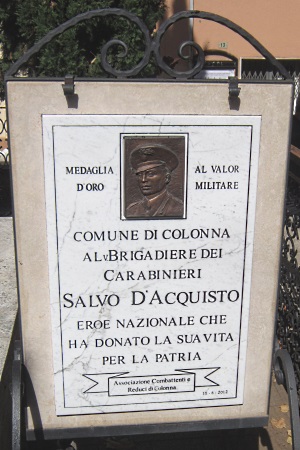 MEDAGLIA D'ORO
AL VALOR MILITARE
COMUNE DI COLONNA
AL VBRIGADIERE DEI
CARABINIERI
SALVO D'ACQUISTO
EROE NAZIONALE CHE
HA DONATO LA SUA VITA
PER LA PATRIA
Associazione Combattenti e
Reduci di Colonna